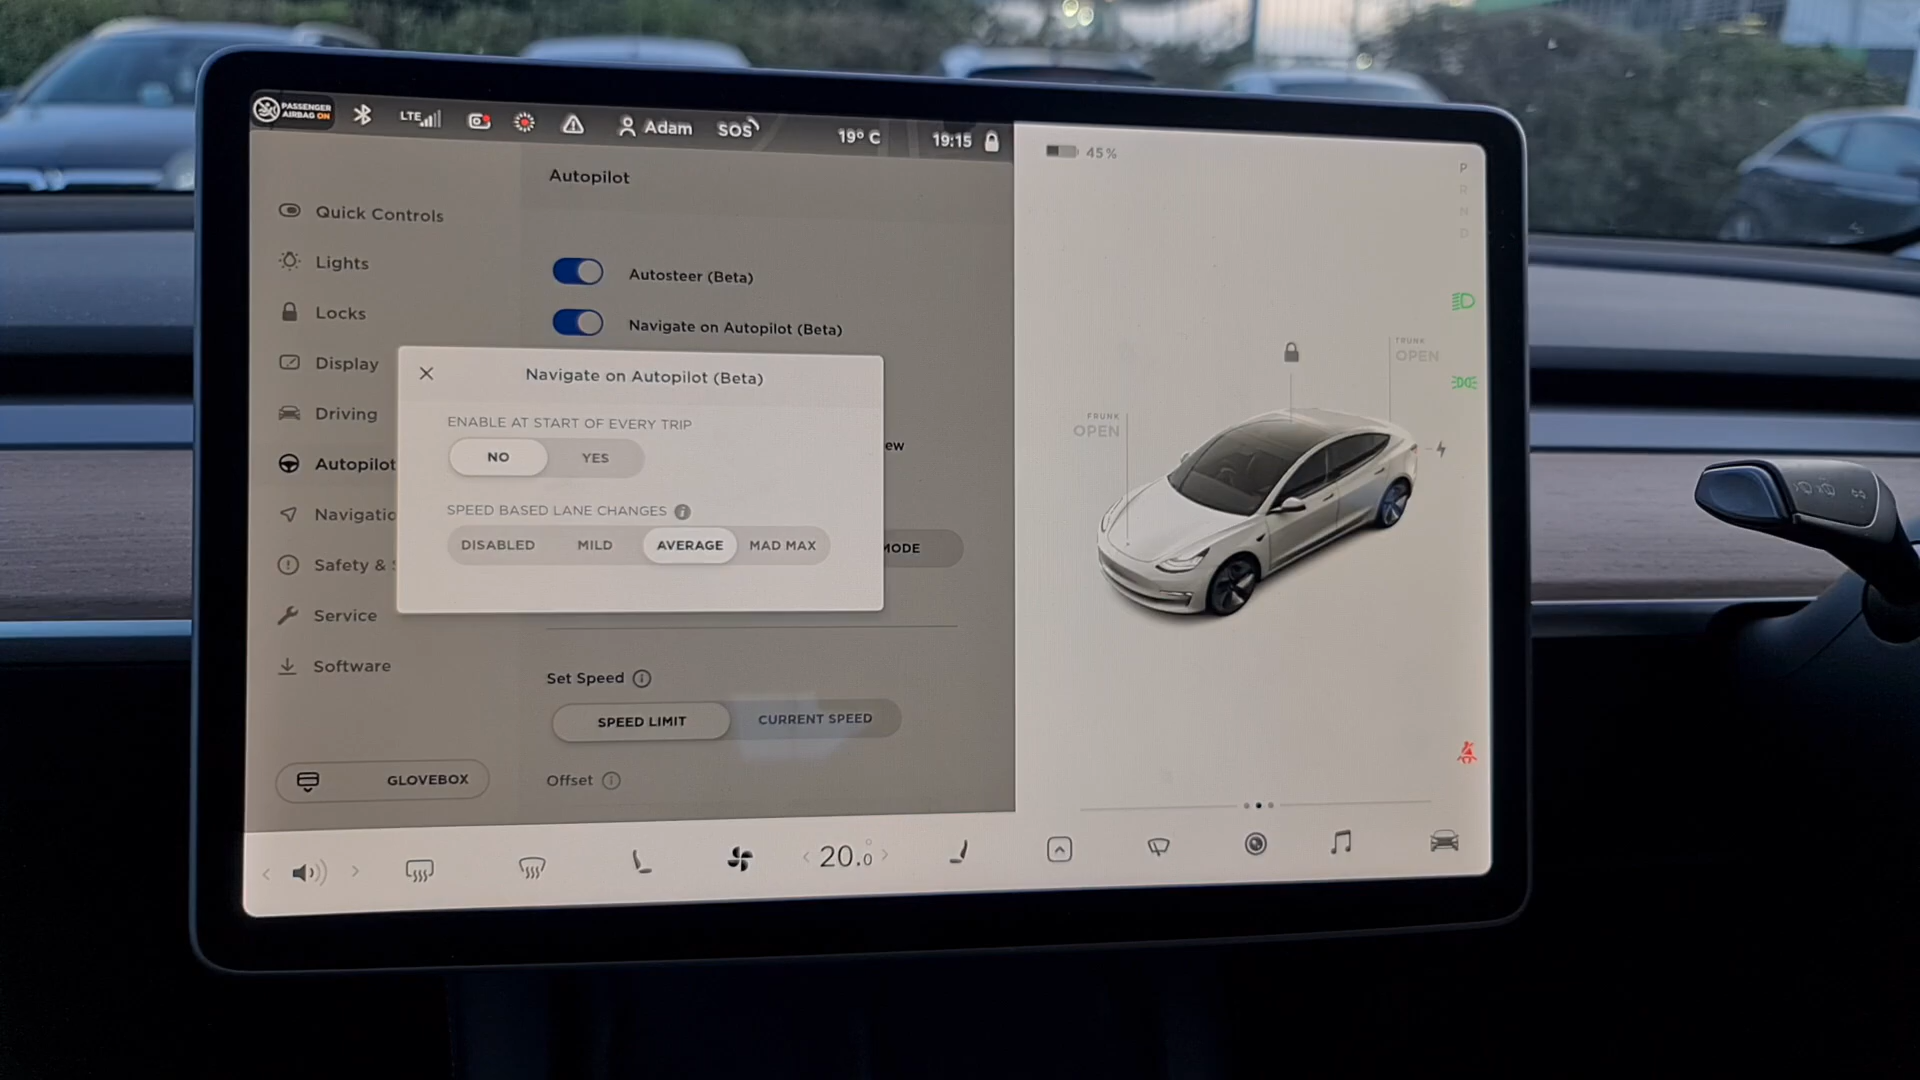 PASSENGER
AIRBAG ON
LTE
Adam
SOS
19° C
19:15
45%
P
R
N
D
Autopilot
Quick Controls
Lights
Locks
Display
Driving
Autopilot
Navigatio
Safety &
Service
Software
GLOVEBOX
Autosteer (Beta)
Navigate on Autopilot (Beta)
ew
MODE
Navigate on Autopilot (Beta)
ENABLE AT START OF EVERY TRIP
NO YES
SPEED BASED LANE CHANGES
DISABLED MILD AVERAGE MAD MAX
Set Speed
SPEED LIMIT CURRENT SPEED
Offset
TRUNK
OPEN
FRUNK
OPEN
20.0°